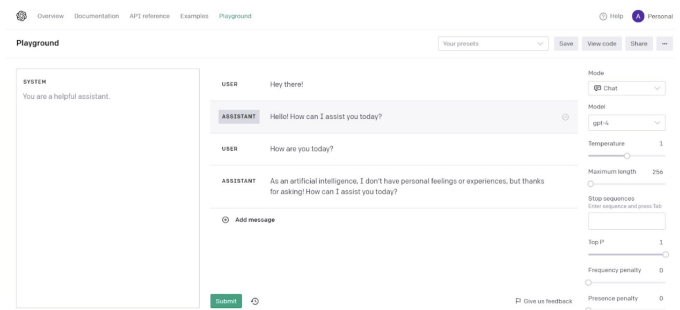 Overview Documentation API reference Examples Playground
Help A Personal
Playground
Your presets Save View code Share ...
SYSTEM
You are a helpful assistant.
USER Hey there!
ASSISTANT Hello! How can I assist you today?
USER How are you today?
ASSISTANT As an artificial intelligence, I don't have personal feelings or experiences, but thanks
for asking! How can I assist you today?
Add message
Submit
Give us feedback
Mode
Chat
Model
gpt-4
Temperature 1
Maximum length 256
Stop sequences
Enter sequence and press Tab
Top P 1
Frequency penalty 0
Presence penalty 0